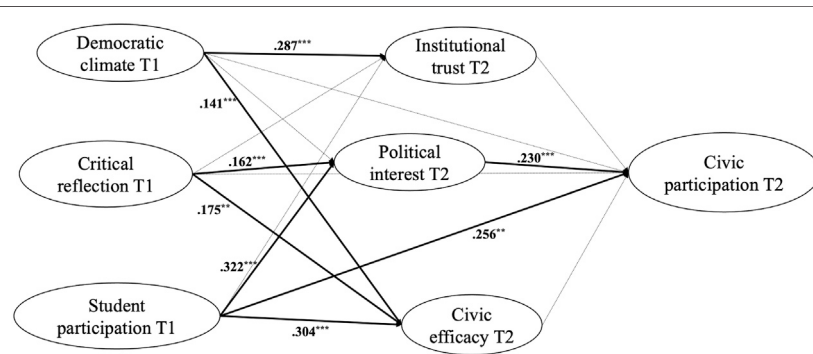 Democratic
climate T1
.287***
Institutional
trust T2
.141***
Critical
reflection T1
.162***
Political
interest T2
.230***
Civic
participation T2
.175**
.256**
.322***
Student
participation T1
.304***
Civic
efficacy T2